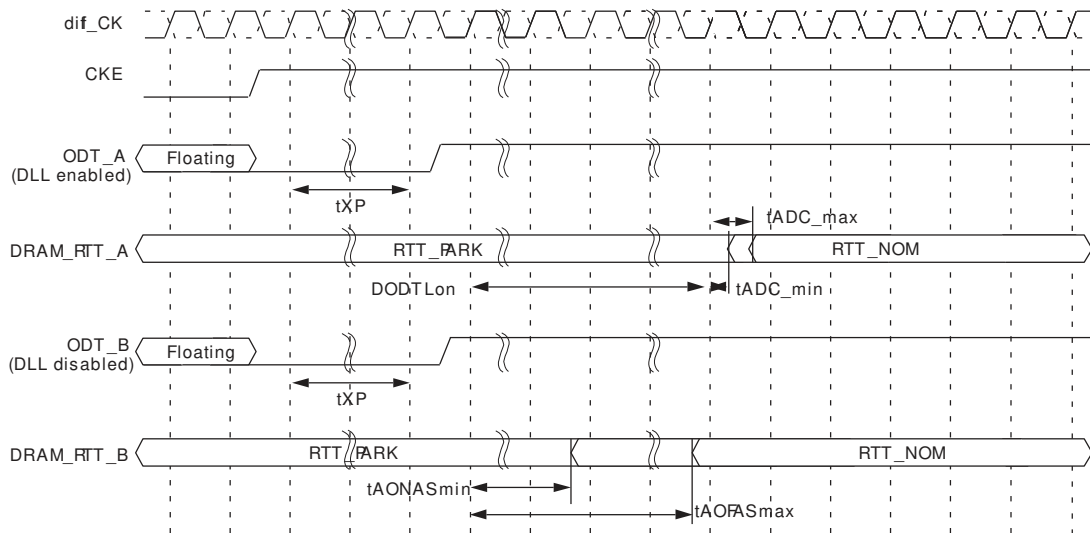 dif_CK
CKE
ODT_A
(DLL enabled)
Floating
tXP
tADC_max
DRAM_RTT_A
RTT_PARK
RTT_NOM
DODTLon
tADC_min
ODT_B
(DLL disabled)
Floating
tXP
DRAM_RTT_B
RTT_PARK
RTT_NOM
tAONASmin
tAOFASmax